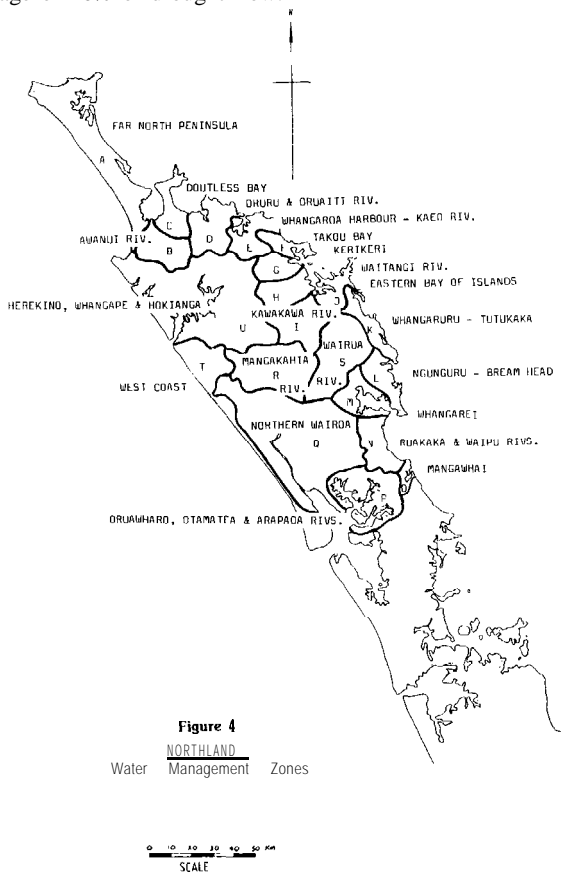 N
FAR NORTH PENINSULA
A
DOUTLESS BAY
ORURU & ORUAITI RIV.
WHANGAROA HARBOUR - KAEO RIV.
C
TAKOU BAY
AWANUI RIV.
D
E
F
KERIKERI
B
WAITANGI RIV.
G
EASTERN BAY OF ISLANDS
H
J
HEREKINO, WHANGAPE & HOKIANGA
KAWAKAWA RIV.
WHANGARURU - TUTUKAKA
U
I
K
WAIRUA
MANGAKAHIA
S
T
R
L
NGUNGURU - BREAM HEAD
WEST COAST
RIV.
RIV.
M
WHANGAREI
NORTHERN WAIROA
Q
V
RUAKAKA & WAIPU RIVS.
MANGAWHAI
P
ORUAWHARO, OTAMATEA & ARAPAOA RIVS.
Figure 4
NORTHLAND
Water Management Zones
0 10 20 30 40 50 KM
SCALE